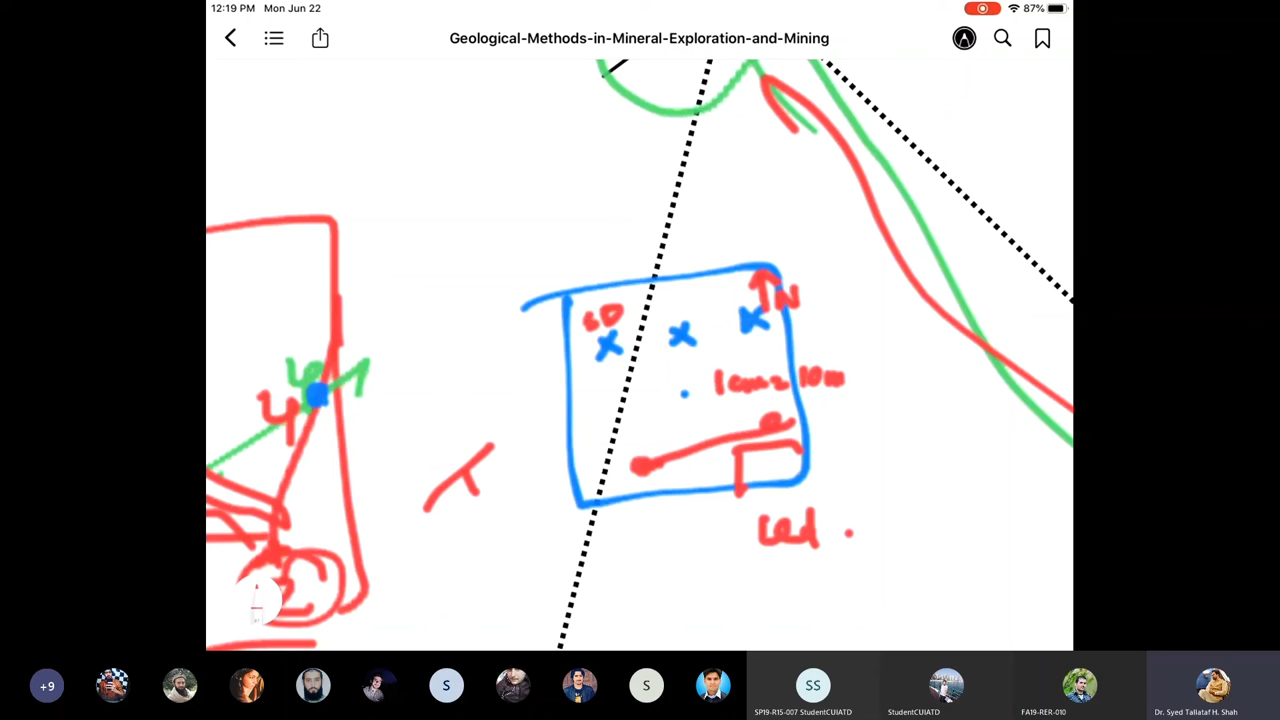 12:19 PM Mon Jun 22
87%
Geological-Methods-in-Mineral-Exploration-and-Mining
N
1cm = 10m
+9
S
S
SS
SP19-R1S-007 StudentCUIATD
StudentCUIATD
FA19-RER-010
Dr. Syed Tallataf H. Shah